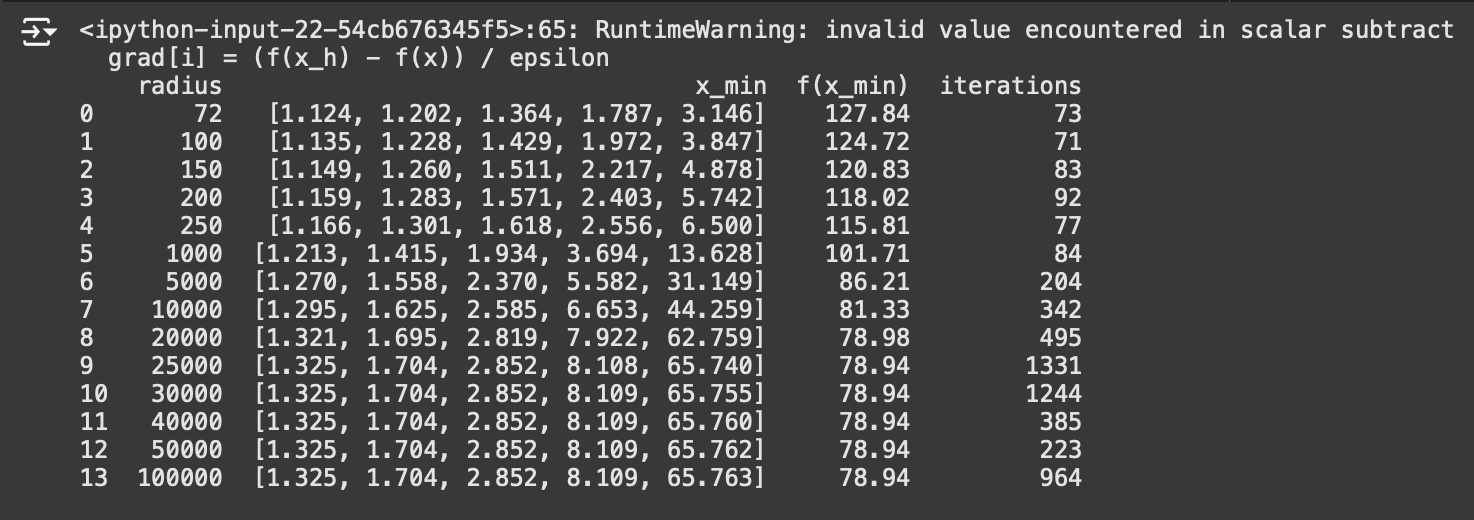 <ipython-input-22-54cb676345f5>:65: RuntimeWarning: invalid value encountered in scalar subtract
  grad[i] = (f(x_h) - f(x)) / epsilon
    radius                                  x_min  f(x_min)  iterations
0       72    [1.124, 1.202, 1.364, 1.787, 3.146]    127.84          73
1      100    [1.135, 1.228, 1.429, 1.972, 3.847]    124.72          71
2      150    [1.149, 1.260, 1.511, 2.217, 4.878]    120.83          83
3      200    [1.159, 1.283, 1.571, 2.403, 5.742]    118.02          92
4      250    [1.166, 1.301, 1.618, 2.556, 6.500]    115.81          77
5     1000   [1.213, 1.415, 1.934, 3.694, 13.628]    101.71          84
6     5000   [1.270, 1.558, 2.370, 5.582, 31.149]     86.21         204
7    10000   [1.295, 1.625, 2.585, 6.653, 44.259]     81.33         342
8    20000   [1.321, 1.695, 2.819, 7.922, 62.759]     78.98         495
9    25000   [1.325, 1.704, 2.852, 8.108, 65.740]     78.94        1331
10   30000   [1.325, 1.704, 2.852, 8.109, 65.755]     78.94        1244
11   40000   [1.325, 1.704, 2.852, 8.109, 65.760]     78.94         385
12   50000   [1.325, 1.704, 2.852, 8.109, 65.762]     78.94         223
13  100000   [1.325, 1.704, 2.852, 8.109, 65.763]     78.94         964